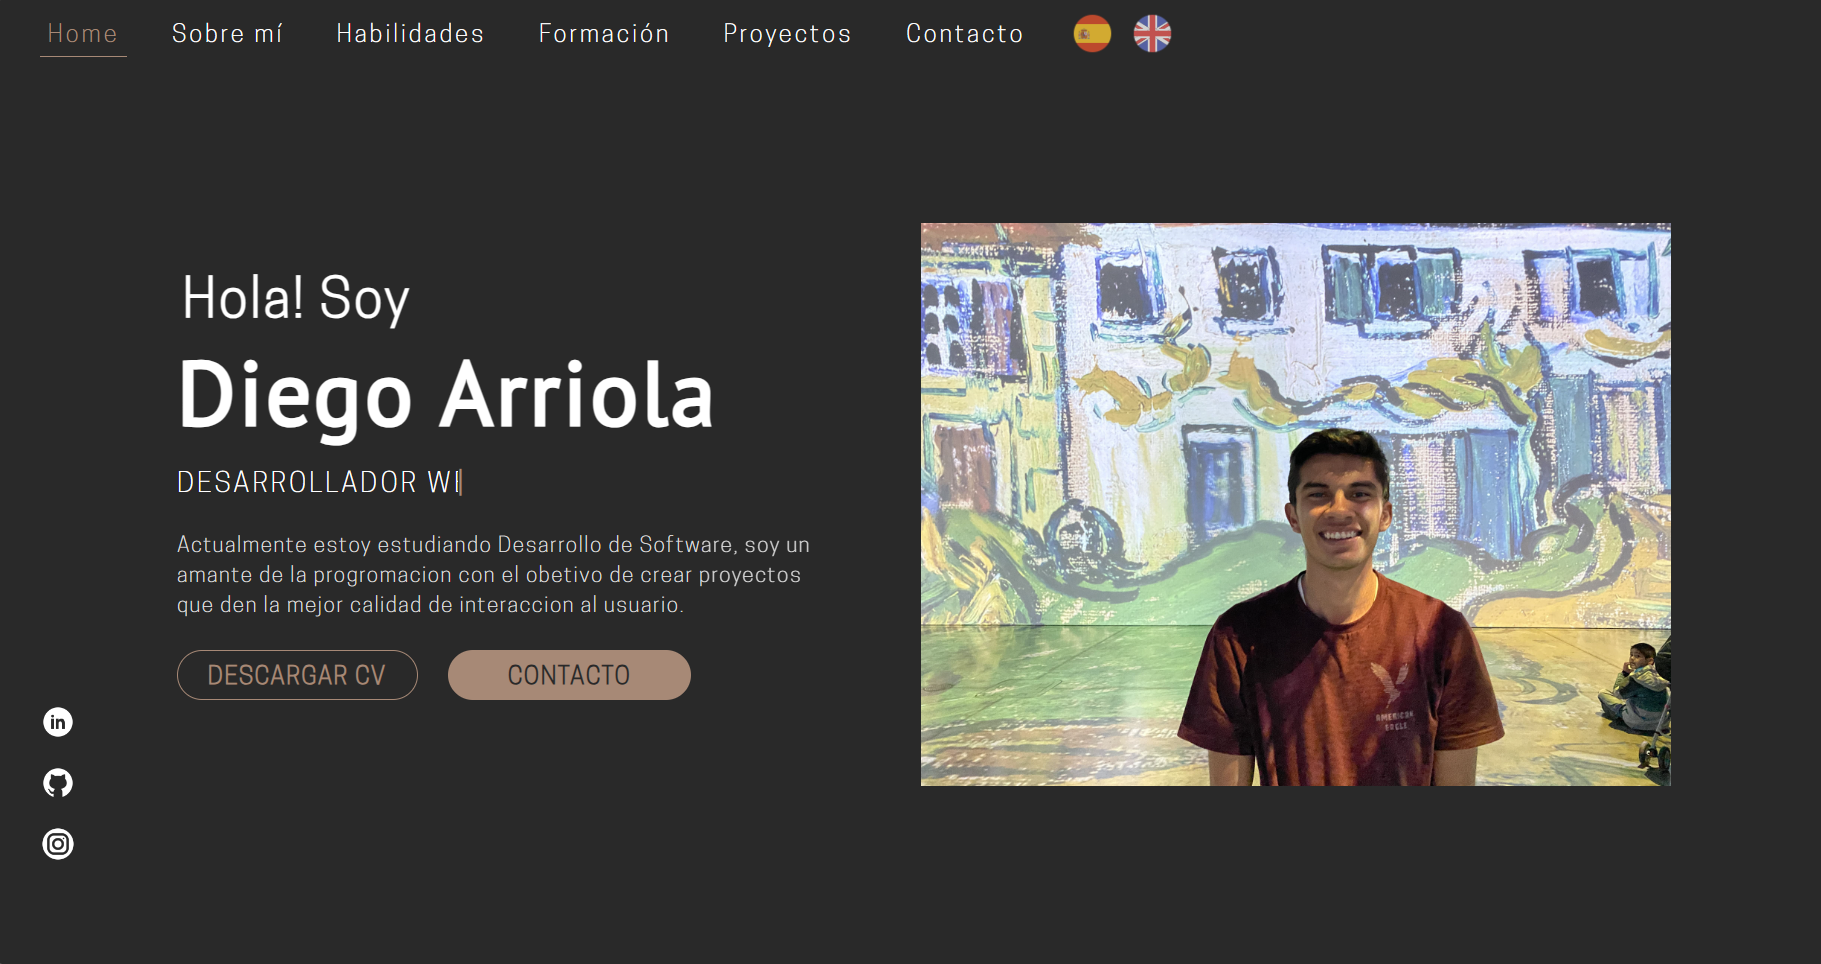 Home Sobre mí Habilidades Formación Proyectos Contacto
Hola! Soy
Diego Arriola
DESARROLLADOR W
Actualmente estoy estudiando Desarrollo de Software, soy un
amante de la progromacion con el obetivo de crear proyectos
que den la mejor calidad de interaccion al usuario.
DESCARGAR CV CONTACTO
in
AMERICAN
EAGLE